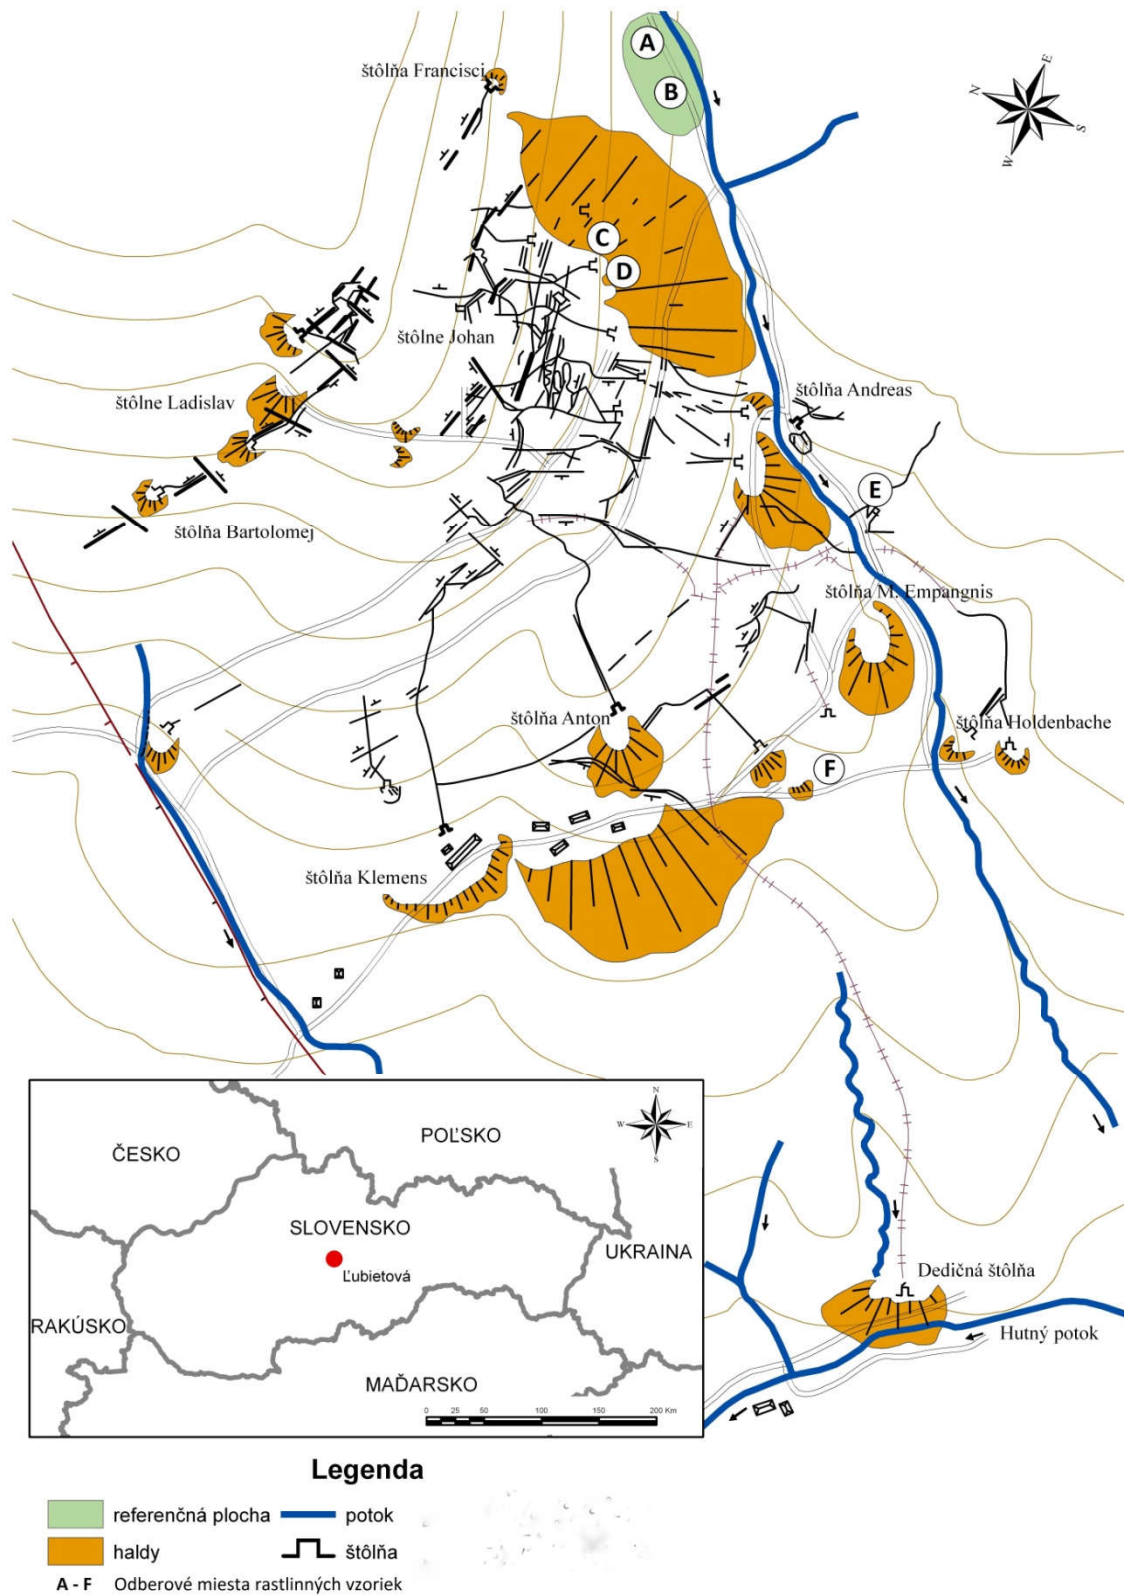 A
B
štôlňa Francisci
N
E
S
W
C
D
štôlne Johan
štôlne Ladislav
štôlňa Andreas
E
štôlňa Bartolomej
štôlňa M. Empangnis
štôlňa Anton
štôlňa Holdenbache
F
štôlňa Klemens
N
W
E
S
ČESKO
POĽSKO
SLOVENSKO
Ľubietová
UKRAINA
RAKÚSKO
MAĎARSKO
0 25 50 100 150 200 Km
Dedičná štôlňa
Hutný potok
Legenda
referenčná plocha
potok
haldy
štôlňa
A - F Odberové miesta rastlinných vzoriek